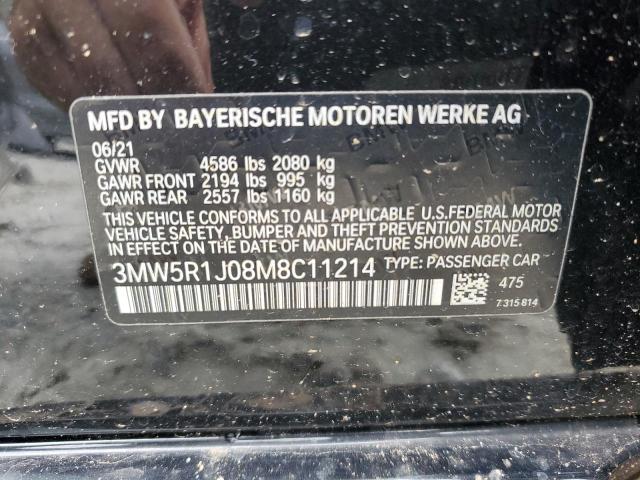 MFD BY BAYERISCHE MOTOREN WERKE AG
06/21
GVWR 4586 lbs 2080 kg
GAWR FRONT 2194 lbs 995 kg
GAWR REAR 2557 lbs 1160 kg
THIS VEHICLE CONFORMS TO ALL APPLICABLE U.S.FEDERAL MOTOR
VEHICLE SAFETY, BUMPER, AND THEFT PREVENTION STANDARDS
IN EFFECT ON THE DATE OF MANUFACTURE SHOWN ABOVE.
3MW5R1J08M8C11214 TYPE: PASSENGER CAR
475
7 315 814